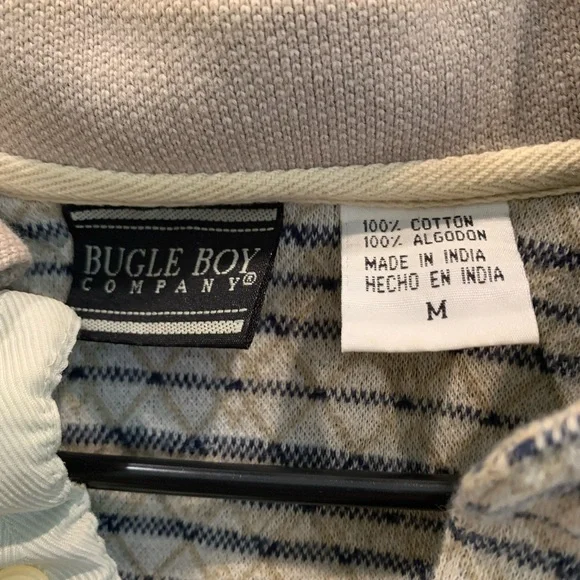 BUGLE BOY
COMPANY®
100% COTTON
100% ALGODON
MADE IN INDIA
HECHO EN INDIA
M